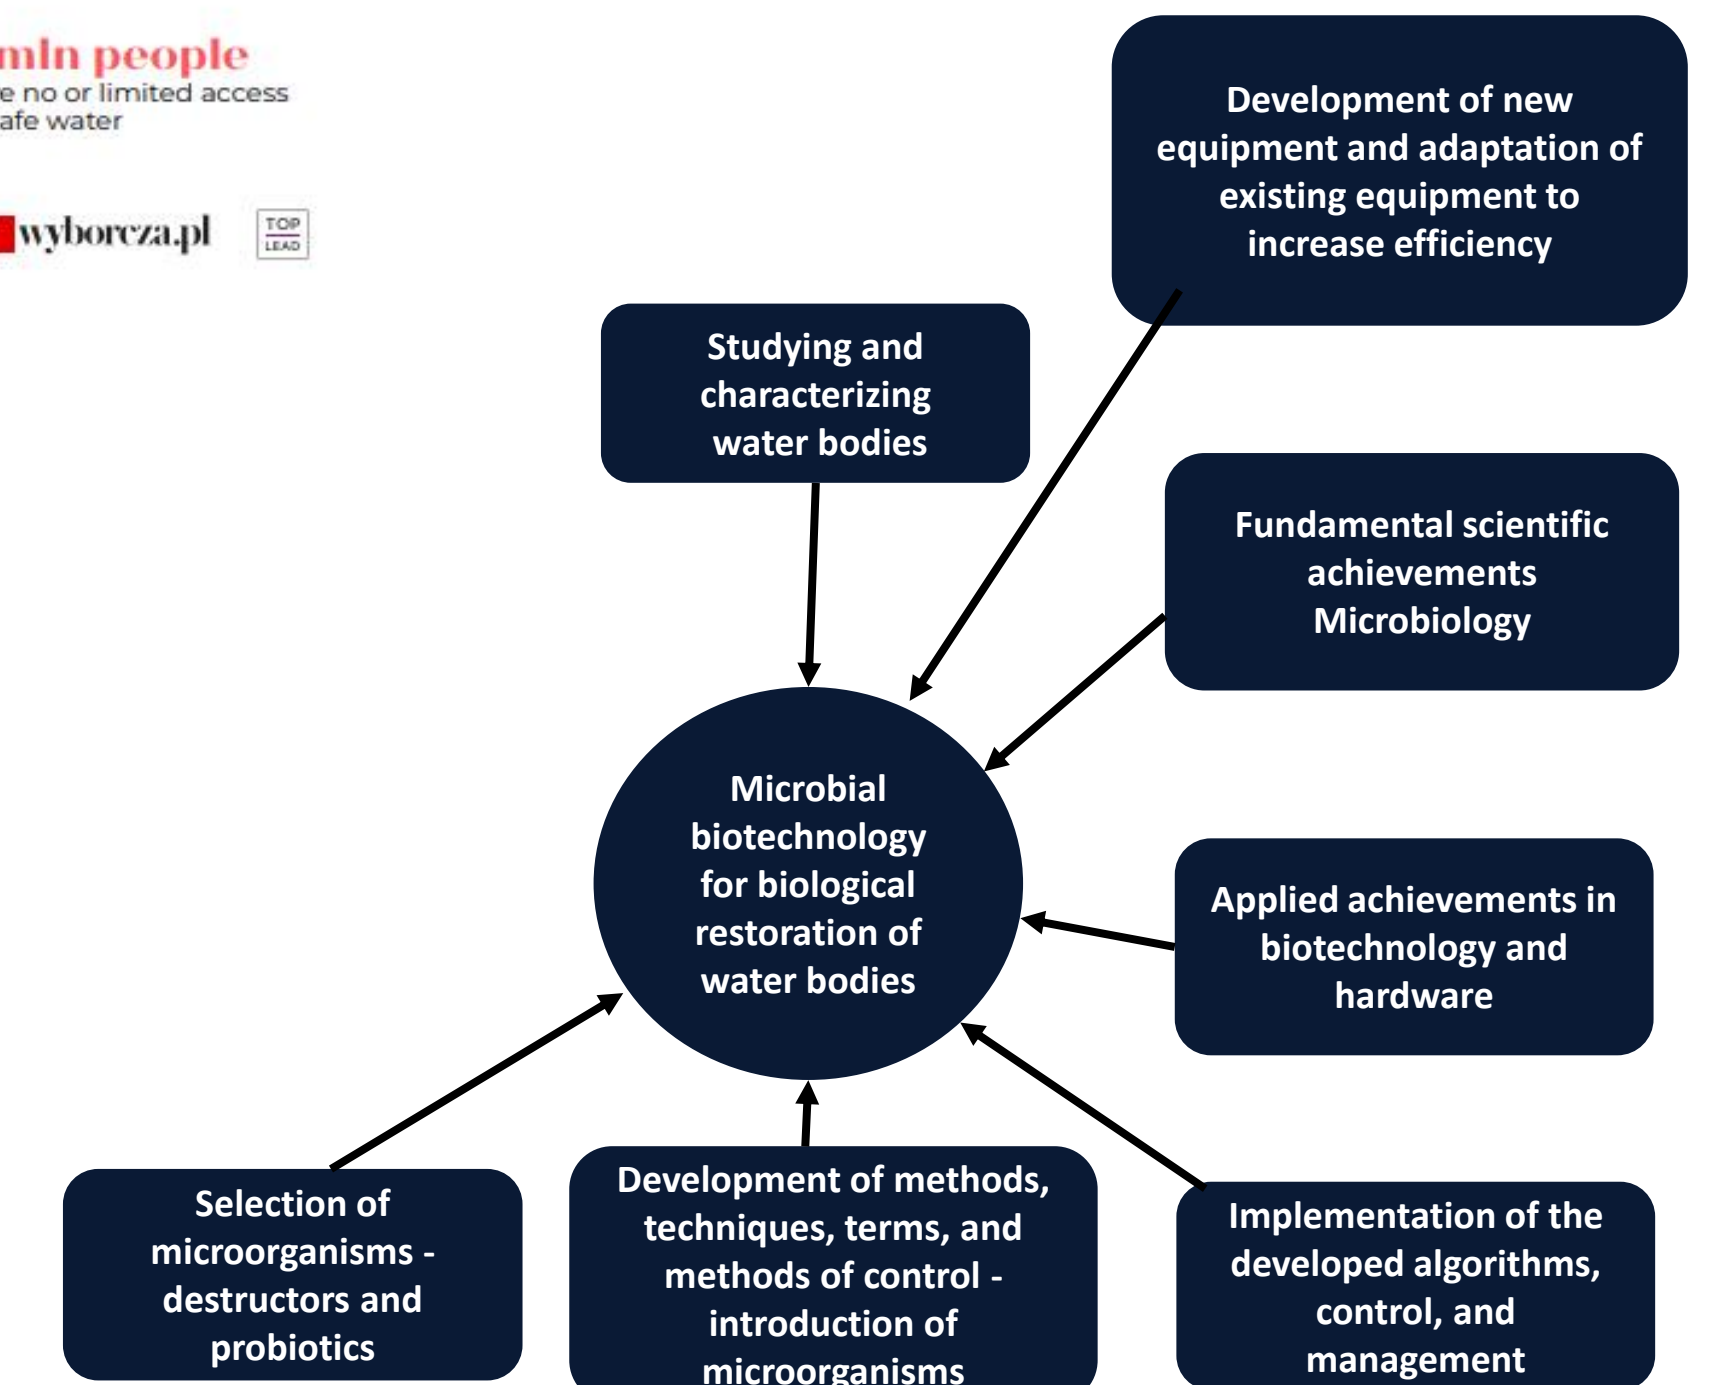 mln people
e no or limited access
afe water
wyborcza.pl
TOP
LEAD
Development of new
equipment and adaptation of
existing equipment to
increase efficiency
Studying and
characterizing
water bodies
Fundamental scientific
achievements
Microbiology
Microbial
biotechnology
for biological
restoration of
water bodies
Applied achievements in
biotechnology and
hardware
Selection of
microorganisms -
destructors and
probiotics
Development of methods,
techniques, terms, and
methods of control -
introduction of
microorganisms
Implementation of the
developed algorithms,
control, and
management